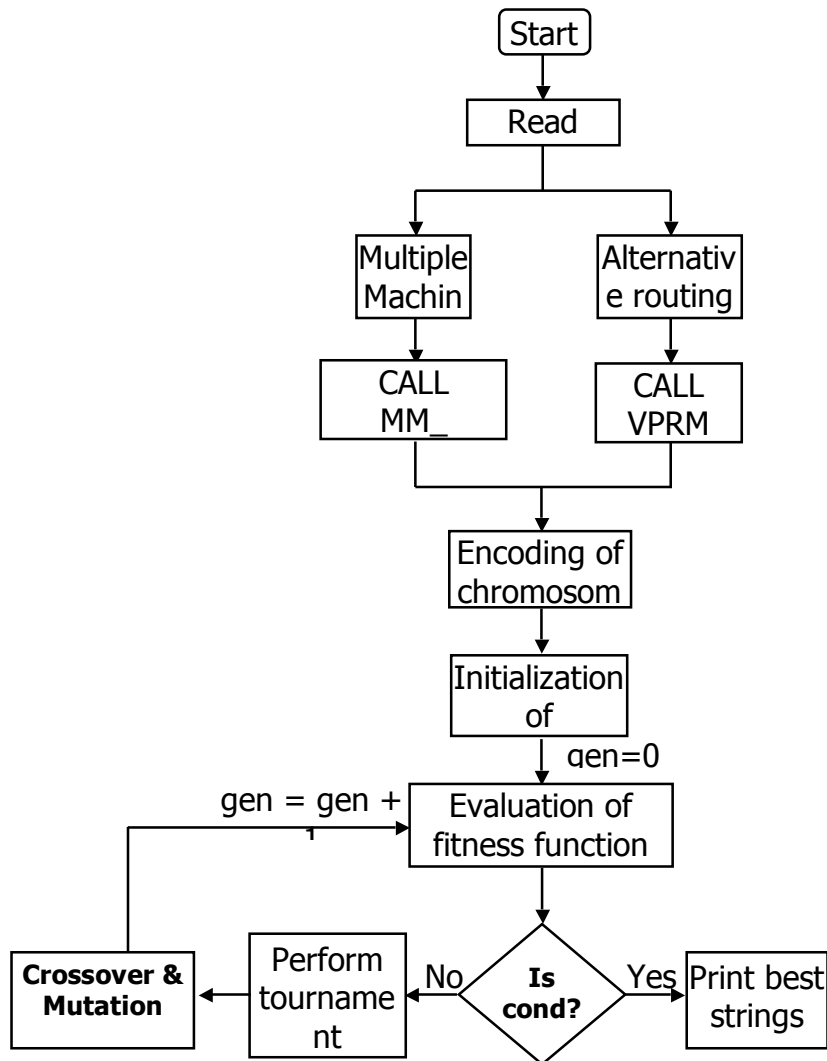 Start
Read
Multiple
Machin
Alternativ
e routing
CALL
MM_
CALL
VPRM
Encoding of
chromosom
Initialization
of
gen=0
gen = gen +
1
Evaluation of
fitness function
Crossover &
Mutation
Perform
tourname
nt
No
Is
cond?
Yes
Print best
strings